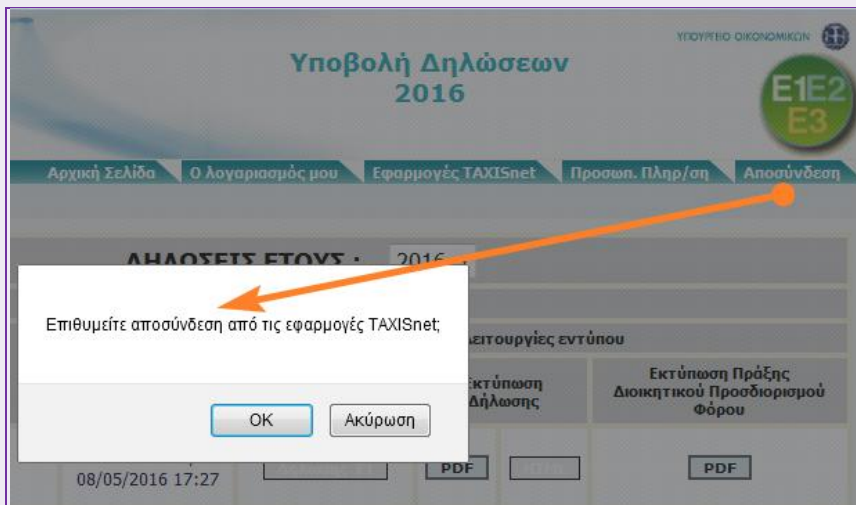 ΥΠΟΥΡΓΕΙΟ ΟΙΚΟΝΟΜΙΚΩΝ
Υποβολή Δηλώσεων
2016
E1E2
E3
Αρχική Σελίδα Ο λογαριασμός μου Εφαρμογές TAXISnet Προσωπ. Πληρ/ση Αποσύνδεση
ΔΗΛΩΣΕΙΣ ΕΤΟΥΣ : 2016
Επιθυμείτε αποσύνδεση από τις εφαρμογές TAXISnet;
OK Ακύρωση
εντύπου
Δήλωσης
Εκτύπωση Πράξης
Διοικητικού Προσδιορισμού
Φόρου
08/05/2016 17:27
PDF
PDF